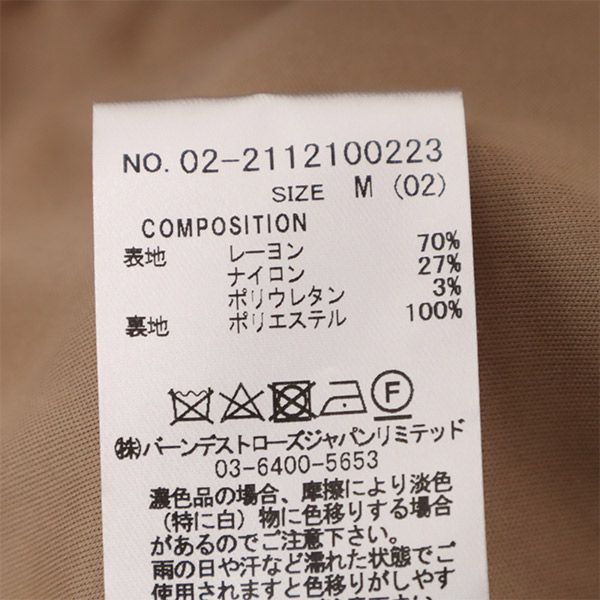 NO. 02-2112100223
SIZE M (02)
COMPOSITION
表地 レーヨン 70%
ナイロン 27%
ポリウレタン 3%
裏地 ポリエステル 100%
F
㈱バーンデストローズジャパンリミテッド
03-6400-5653
濃色品の場合、摩擦により淡色
（特に白）物に色移りする場合
があるのでご注意下さい。
雨の日や汗など濡れた状態でご
使用されますと色移りがしやす